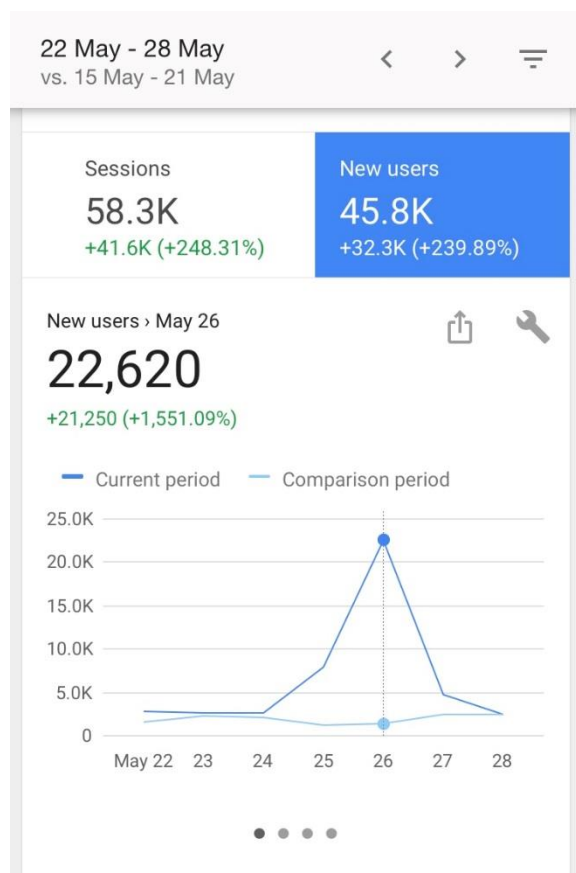 22 May - 28 May
vs. 15 May - 21 May
Sessions
58.3K
+41.6K (+248.31%)
New users
45.8K
+32.3K (+239.89%)
New users › May 26
22,620
+21,250 (+1,551.09%)
Current period
Comparison period
25.0K
20.0K
15.0K
10.0K
5.0K
0
May 22 23 24 25 26 27 28